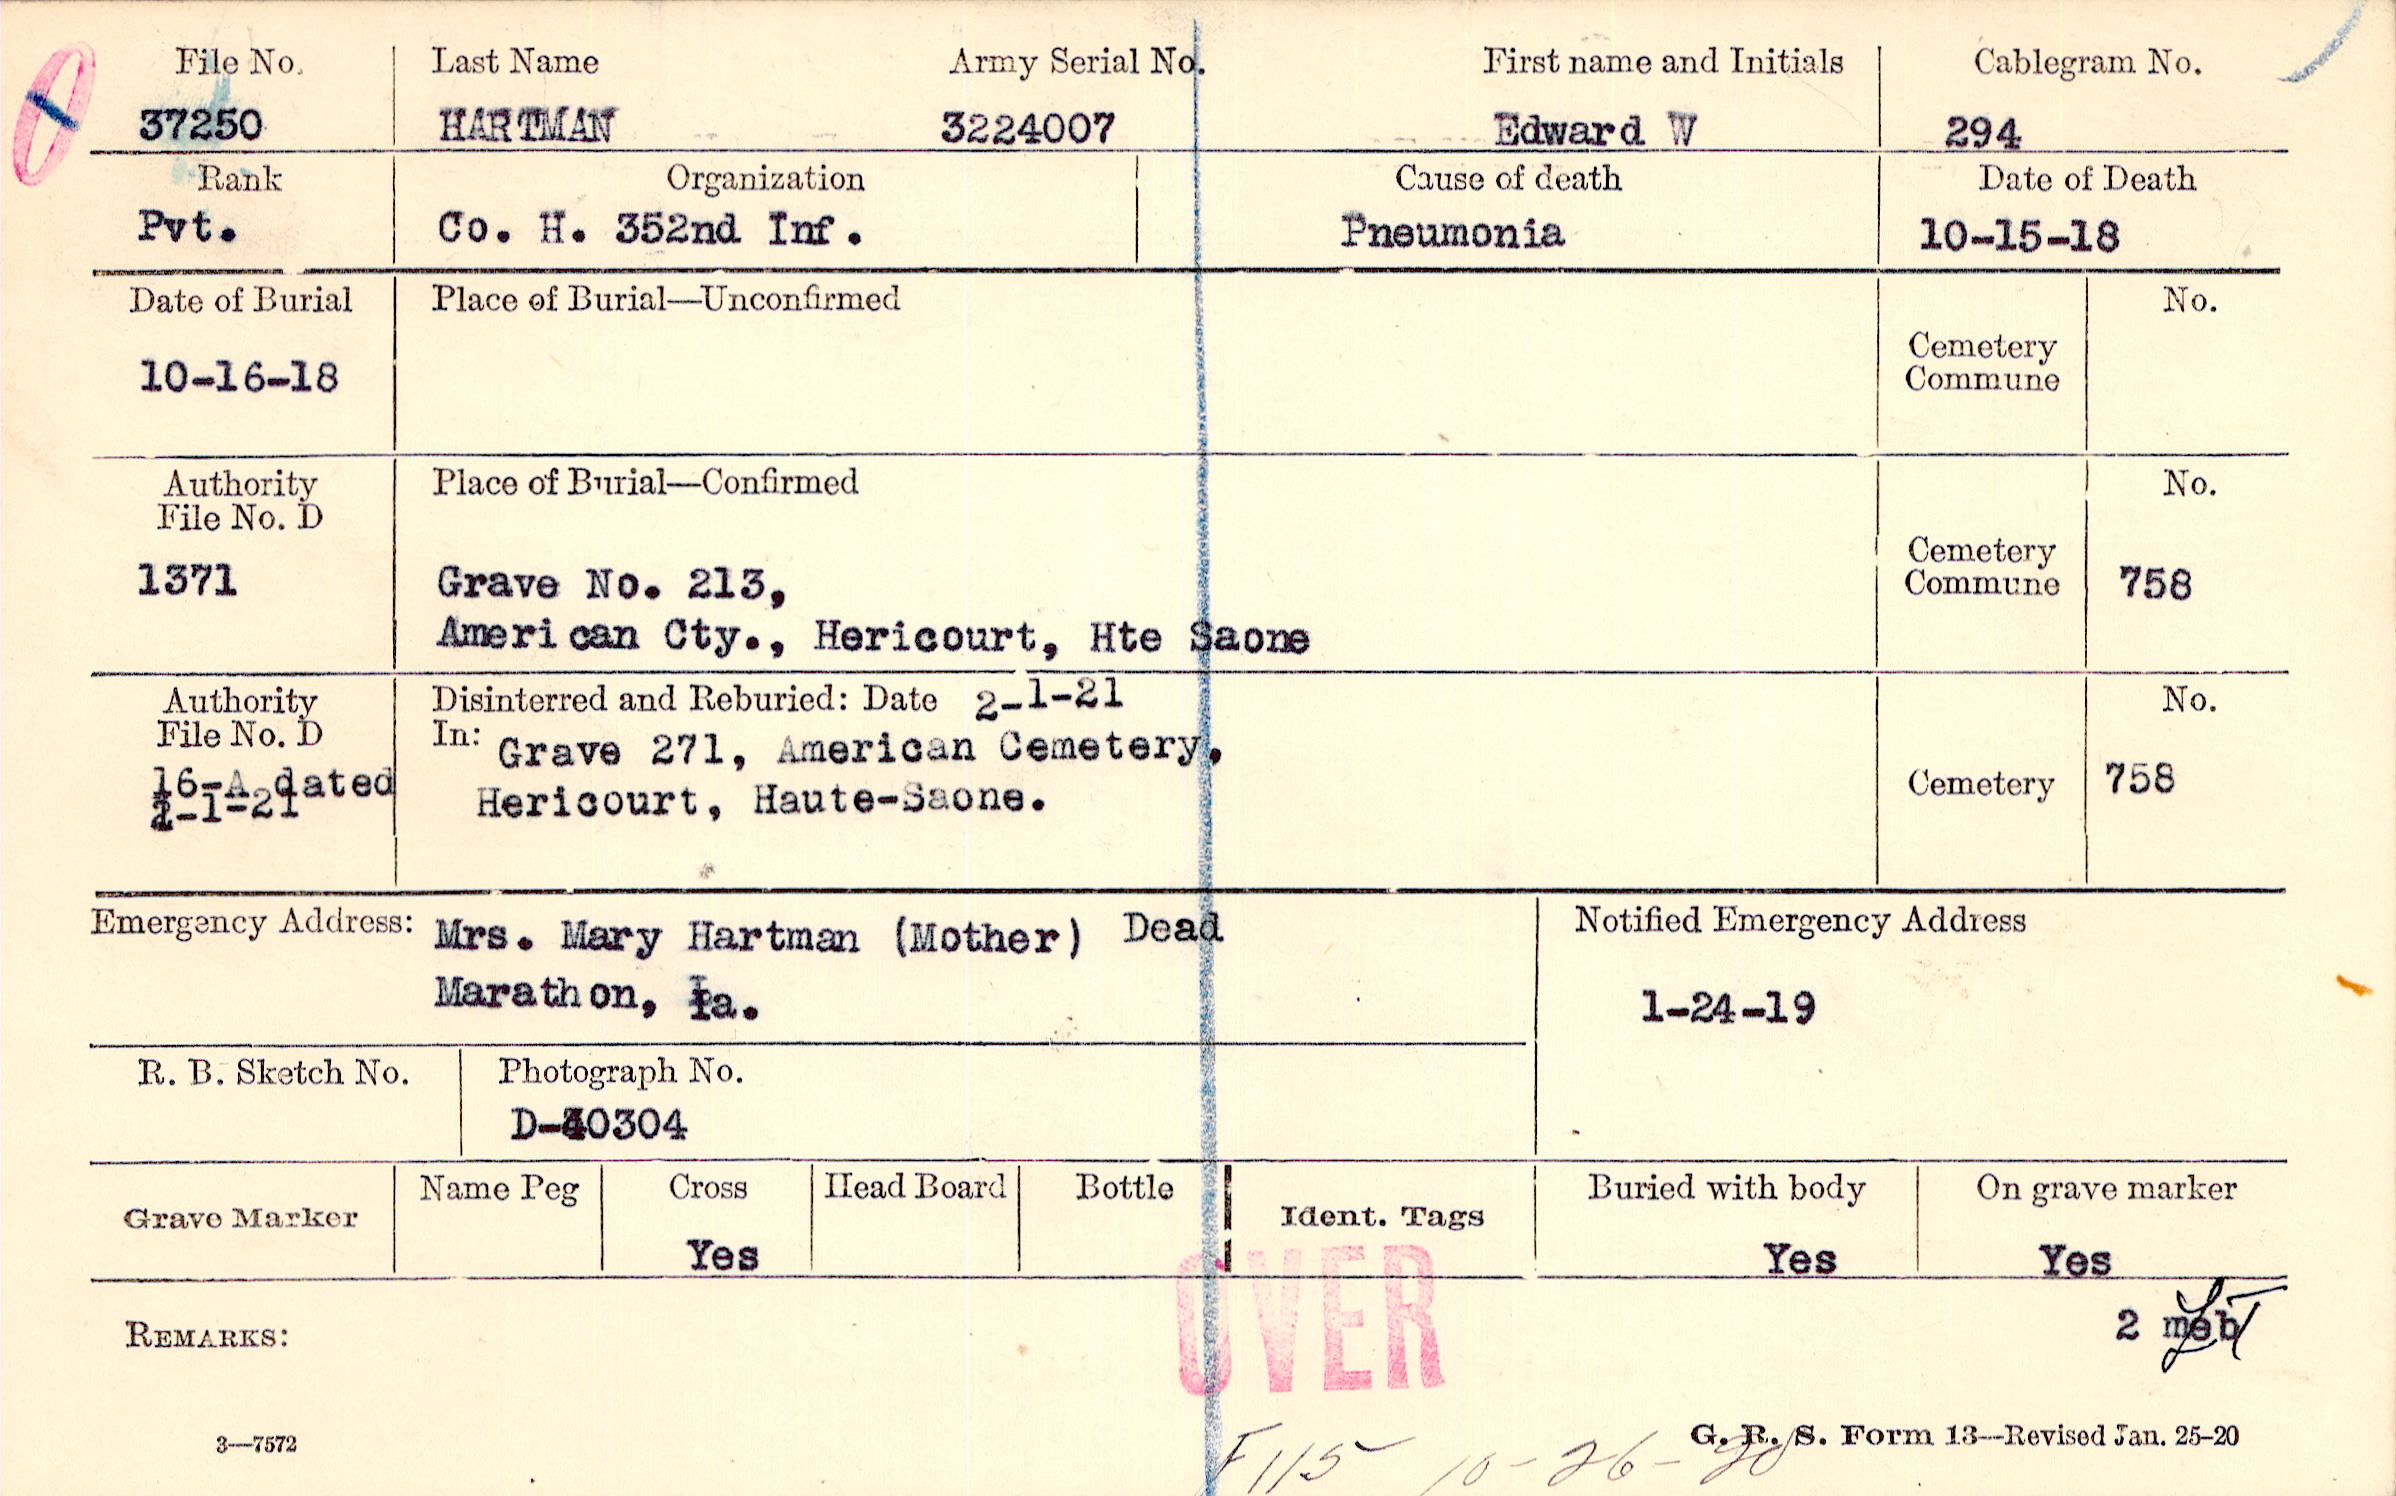 File No. Last Name Army Serial No. First name and Initials Cablegram No.
37250 HARTMAN 3224007 Edward W 294
Rank Organization Cause of death Date of Death
Pvt. Co. H. 352nd Inf. Pneumonia 10-15-18
Date of Burial Place of Burial—Unconfirmed No.
Cemetery
Commune
10-16-18
Authority Place of Burial—Confirmed No.
File No. D
Cemetery
1371 Grave No. 213, Commune 758
American Cty., Hericourt, Hte Saone
Authority Disinterred and Reburied: Date 2-1-21 No.
File No. D In: Grave 271, American Cemetery,
16-A dated Hericourt, Haute-Saone. Cemetery 758
2-1-21
Emergency Address: Mrs. Mary Hartman (Mother) Dead Notified Emergency Address
Marathon, Ia. 1-24-19
R. B. Sketch No. Photograph No.
D-30304
Grave Marker Name Peg Cross Head Board Bottle Ident. Tags Buried with body On grave marker
Yes Yes Yes
OVER
2 meb
REMARKS:
3—7572 G. R. S. Form 13—Revised Jan. 25-20
F115 10-26-20